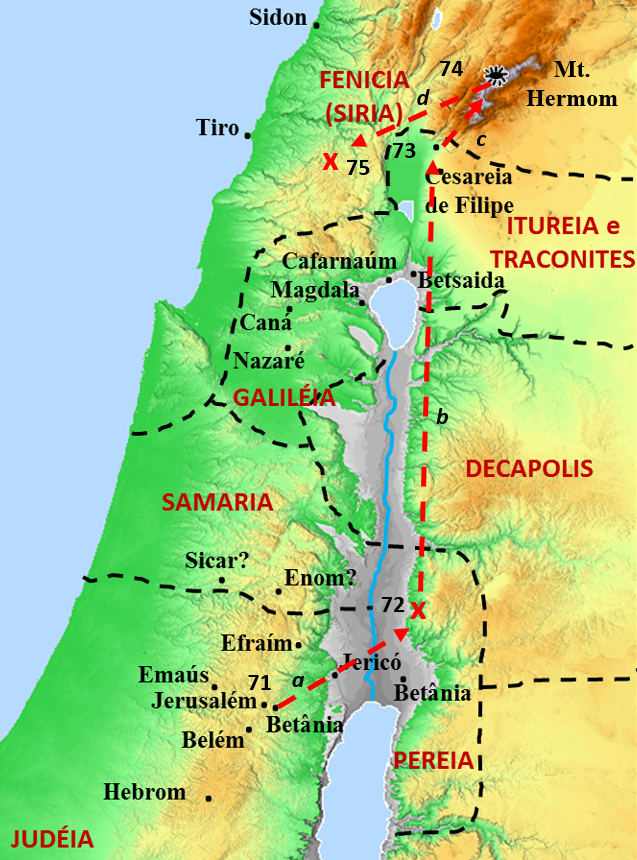 Sidon
74
FENICIA
(SIRIA)
Mt.
Hermom
d
Tiro
c
x
75
73
Cesareia
de Filipe
ITUREIA e
TRACONITES
Cafarnaúm
Betsaida
Magdala
Caná
Nazaré
GALILÉIA
b
DECAPOLIS
SAMARIA
Sicar?
Enom?
72
x
Efraím
Jericó
Emaús
71
a
Jerusalém
Betânia
Betânia
Belém
PEREIA
Hebrom
JUDÉIA